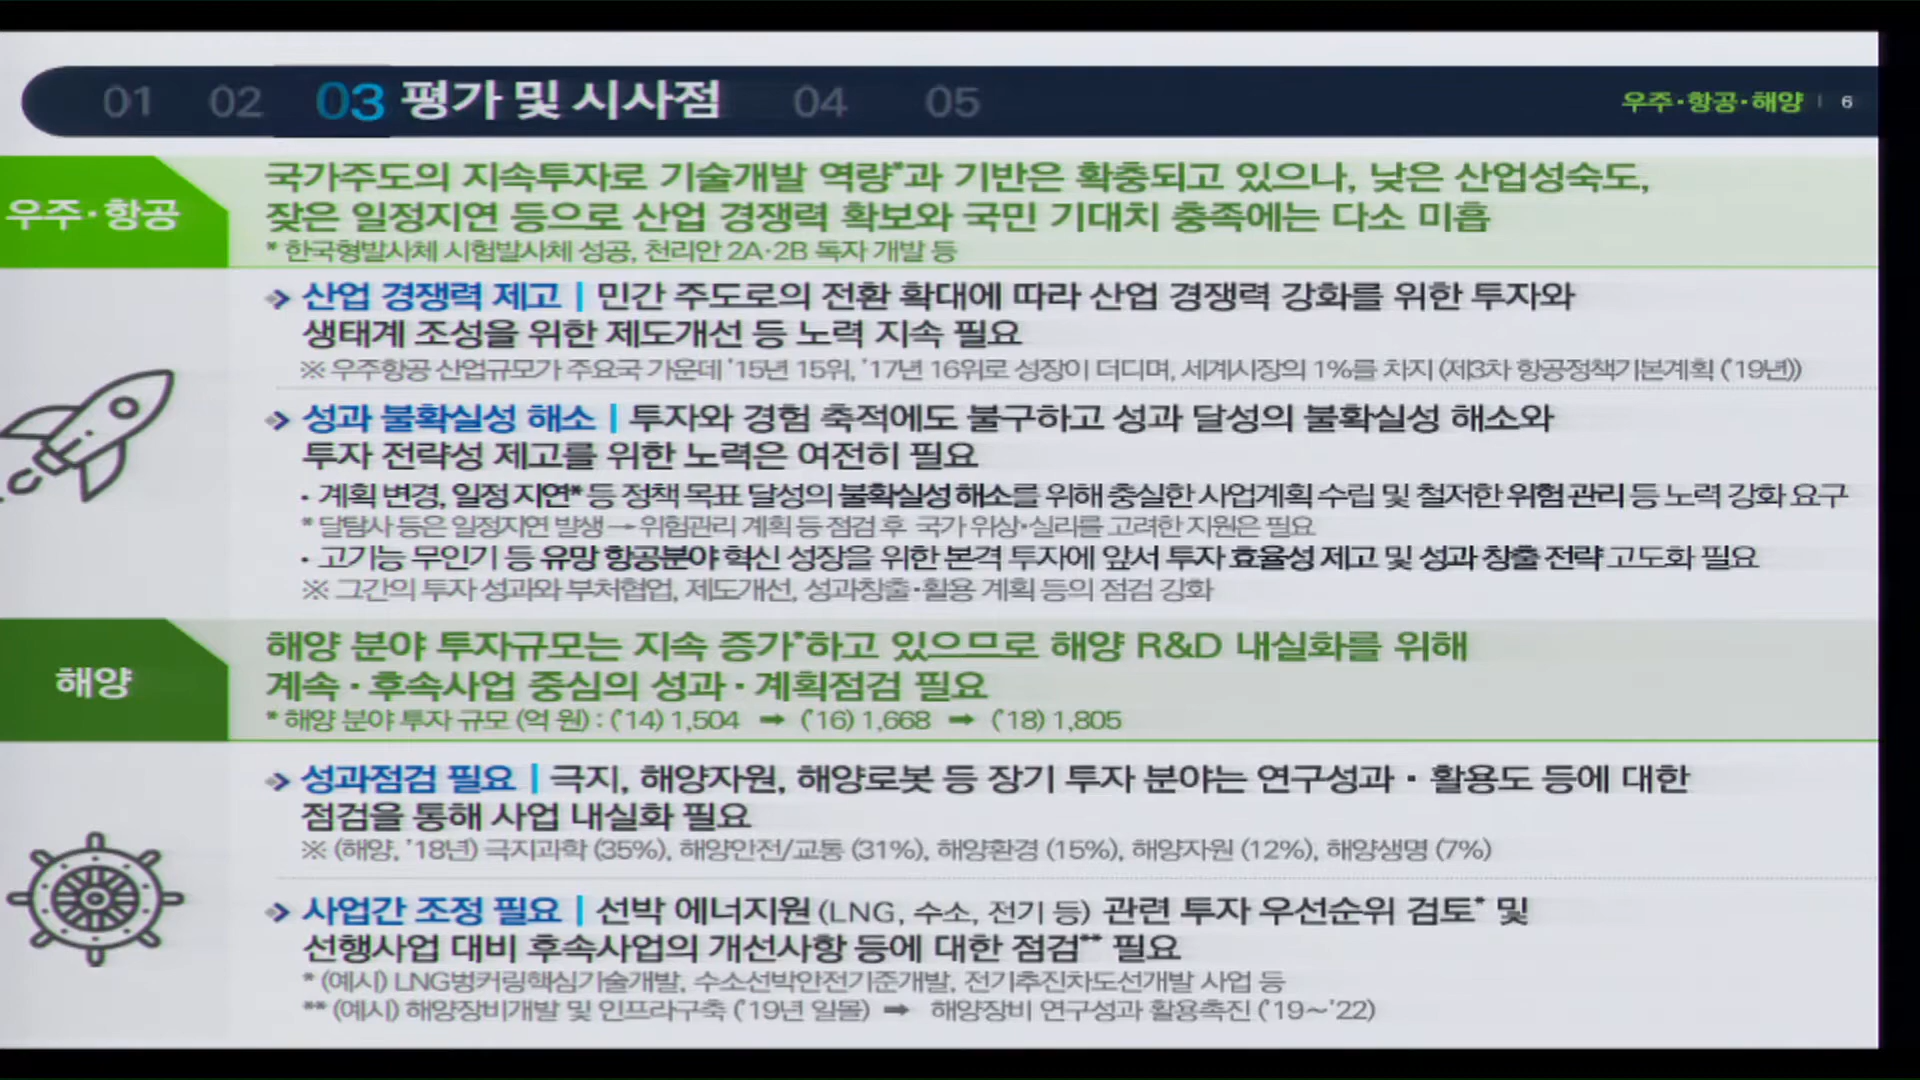 01 02 03 평가 및 시사점 04 05 우주·항공·해양 | 6
우주·항공
국가주도의 지속투자로 기술개발 역량*과 기반은 확충되고 있으나, 낮은 산업성숙도,
잦은 일정지연 등으로 산업 경쟁력 확보와 국민 기대치 충족에는 다소 미흡
* 한국형발사체 시험발사체 성공, 천리안 2A·2B 독자 개발 등
산업 경쟁력 제고 | 민간 주도로의 전환 확대에 따라 산업 경쟁력 강화를 위한 투자와
생태계 조성을 위한 제도개선 등 노력 지속 필요
※ 우주항공 산업규모가 주요국 가운데 '15년 15위, '17년 16위로 성장이 더디며, 세계시장의 1%를 차지 (제3차 항공정책기본계획 ('19년))
성과 불확실성 해소 | 투자와 경험 축적에도 불구하고 성과 달성의 불확실성 해소와
투자 전략성 제고를 위한 노력은 여전히 필요
· 계획 변경, 일정 지연* 등 정책 목표 달성의 불확실성 해소를 위해 충실한 사업계획 수립 및 철저한 위험 관리 등 노력 강화 요구
* 달탐사 등은 일정지연 발생 → 위험관리 계획 등 점검 후 국가 위상·실리를 고려한 지원은 필요
· 고기능 무인기 등 유망 항공분야 혁신 성장을 위한 본격 투자에 앞서 투자 효율성 제고 및 성과 창출 전략 고도화 필요
※ 그간의 투자 성과와 부처협업, 제도개선, 성과창출·활용 계획 등의 점검 강화
해양
해양 분야 투자규모는 지속 증가*하고 있으므로 해양 R&D 내실화를 위해
계속·후속사업 중심의 성과·계획점검 필요
* 해양 분야 투자 규모 (억 원) : ('14) 1,504 ➡ ('16) 1,668 ➡ ('18) 1,805
성과점검 필요 | 극지, 해양자원, 해양로봇 등 장기 투자 분야는 연구성과·활용도 등에 대한
점검을 통해 사업 내실화 필요
※ (해양, '18년) 극지과학 (35%), 해양안전/교통 (31%), 해양환경 (15%), 해양자원 (12%), 해양생명 (7%)
사업간 조정 필요 | 선박 에너지원 (LNG, 수소, 전기 등) 관련 투자 우선순위 검토* 및
선행사업 대비 후속사업의 개선사항 등에 대한 점검** 필요
* (예시) LNG벙커링핵심기술개발, 수소선박안전기준개발, 전기추진차도선개발 사업 등
** (예시) 해양장비개발 및 인프라구축 ('19년 일몰) ➡ 해양장비 연구성과 활용촉진 ('19~'22)